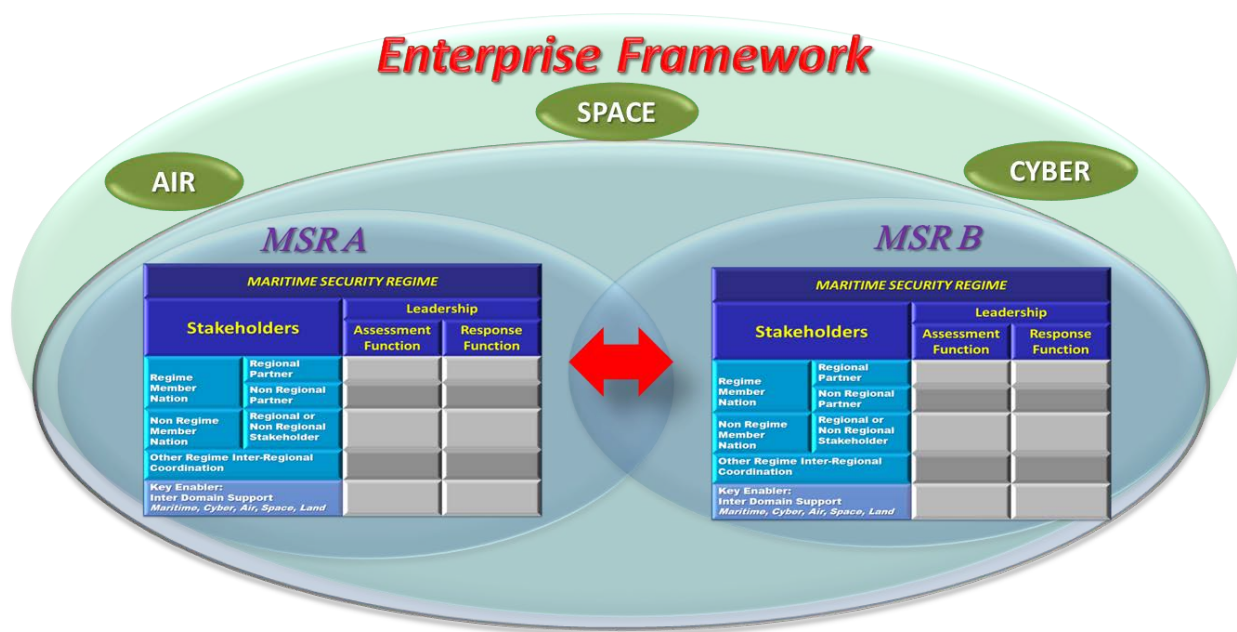 Enterprise Framework
SPACE
AIR
CYBER
MSR A
MARITIME SECURITY REGIME
Stakeholders
Leadership
Assessment
Function
Response
Function
Regime
Member
Nation
Regional
Partner
Non Regional
Partner
Non Regime
Member
Nation
Regional or
Non Regional
Stakeholder
Other Regime Inter-Regional
Coordination
Key Enabler:
Inter Domain Support
Maritime, Cyber, Air, Space, Land
MSR B
MARITIME SECURITY REGIME
Stakeholders
Leadership
Assessment
Function
Response
Function
Regime
Member
Nation
Regional
Partner
Non Regional
Partner
Non Regime
Member
Nation
Regional or
Non Regional
Stakeholder
Other Regime Inter-Regional
Coordination
Key Enabler:
Inter Domain Support
Maritime, Cyber, Air, Space, Land